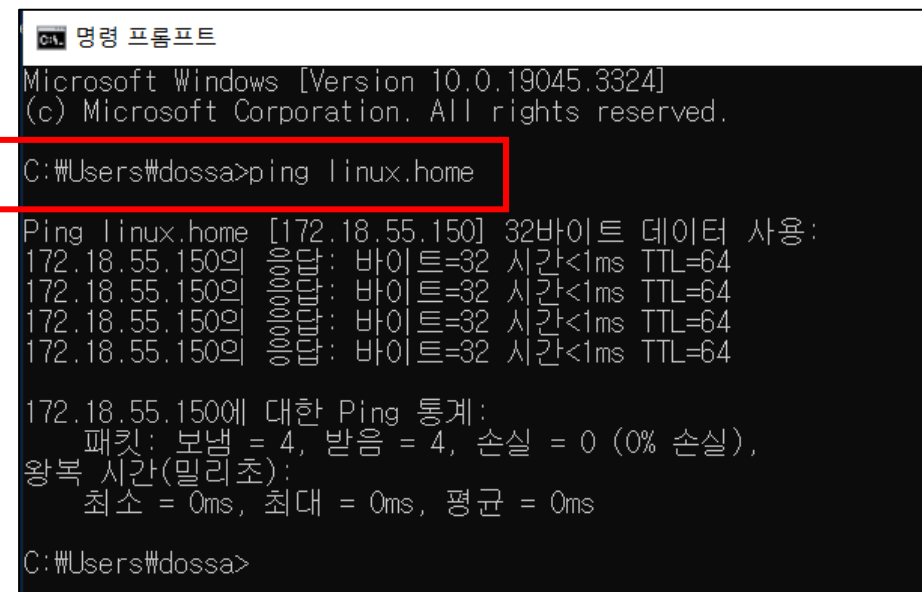 명령 프롬프트
Microsoft Windows [Version 10.0.19045.3324]
(c) Microsoft Corporation. All rights reserved.
C:₩Users₩dossa>ping linux.home
Ping linux.home [172.18.55.150] 32바이트 데이터 사용:
172.18.55.150의 응답: 바이트=32 시간<1ms TTL=64
172.18.55.150의 응답: 바이트=32 시간<1ms TTL=64
172.18.55.150의 응답: 바이트=32 시간<1ms TTL=64
172.18.55.150의 응답: 바이트=32 시간<1ms TTL=64
172.18.55.150에 대한 Ping 통계:
패킷: 보냄 = 4, 받음 = 4, 손실 = 0 (0% 손실),
왕복 시간(밀리초):
최소 = 0ms, 최대 = 0ms, 평균 = 0ms
C:₩Users₩dossa>